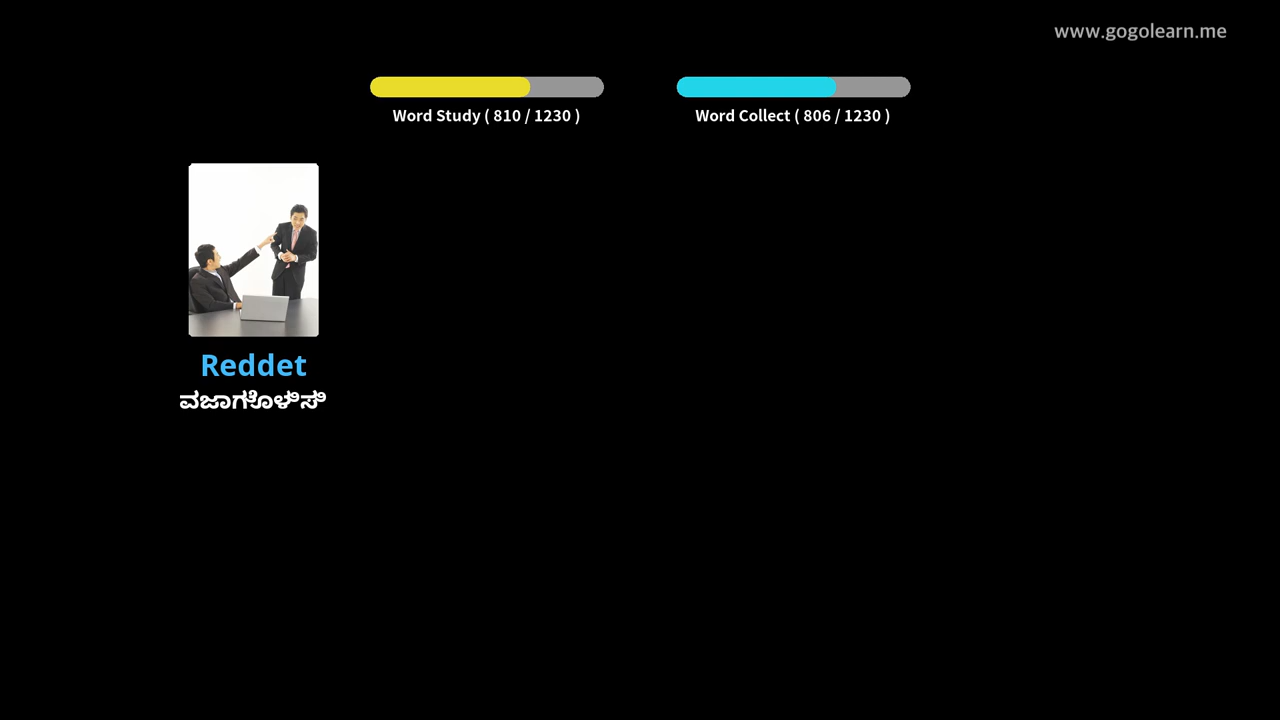 www.gogolearn.me
Word Study ( 810 / 1230 )
Word Collect ( 806 / 1230 )
Reddet
ವಜಾಗೊಳಿಸಿ